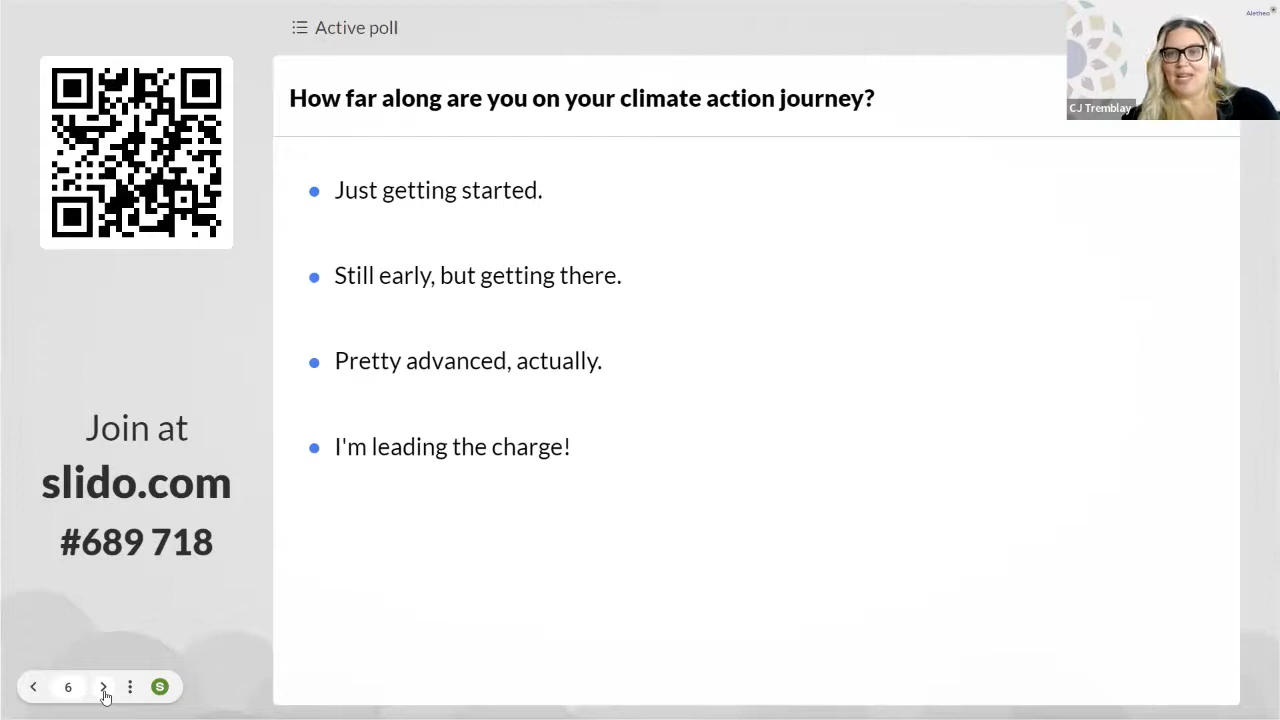 Active poll
How far along are you on your climate action journey?
Just getting started.
Still early, but getting there.
Pretty advanced, actually.
I'm leading the charge!
Join at
slido.com
#689 718
6
S
CJ Tremblay
Aletheo